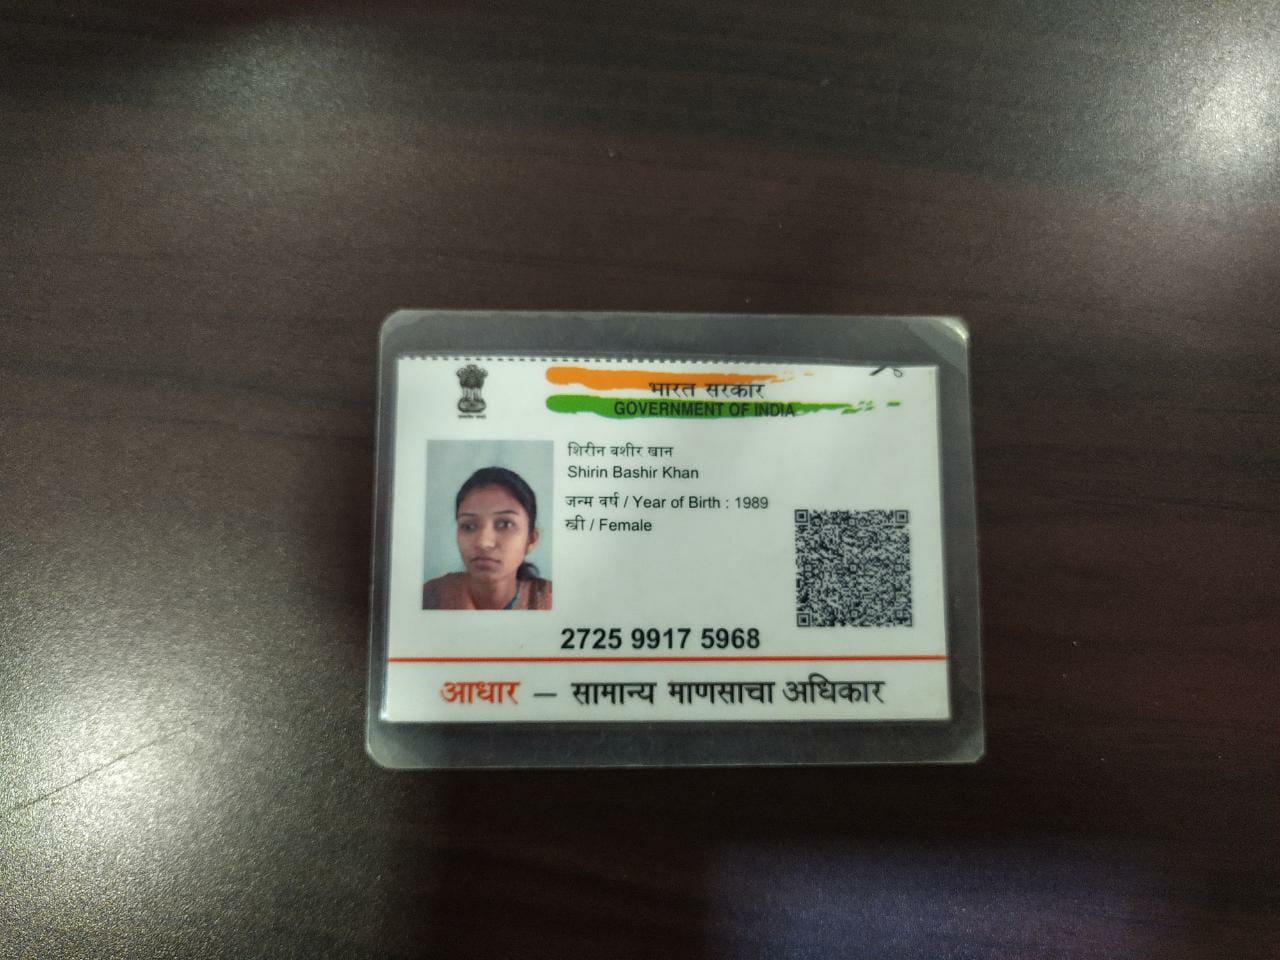 भारत सरकार
GOVERNMENT OF INDIA
शिरीन बशीर खान
Shirin Bashir Khan
जन्म वर्ष / Year of Birth : 1989
स्त्री / Female
2725 9917 5968
आधार — सामान्य माणसाचा अधिकार